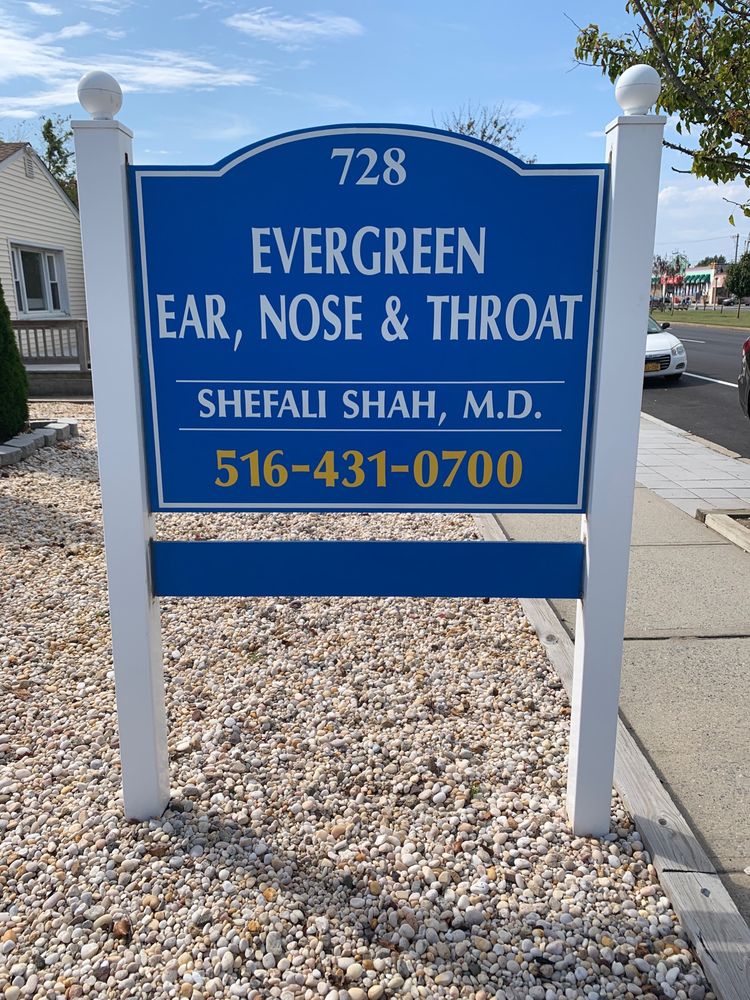 728
EVERGREEN
EAR, NOSE & THROAT
SHEFALI SHAH, M.D.
516-431-0700